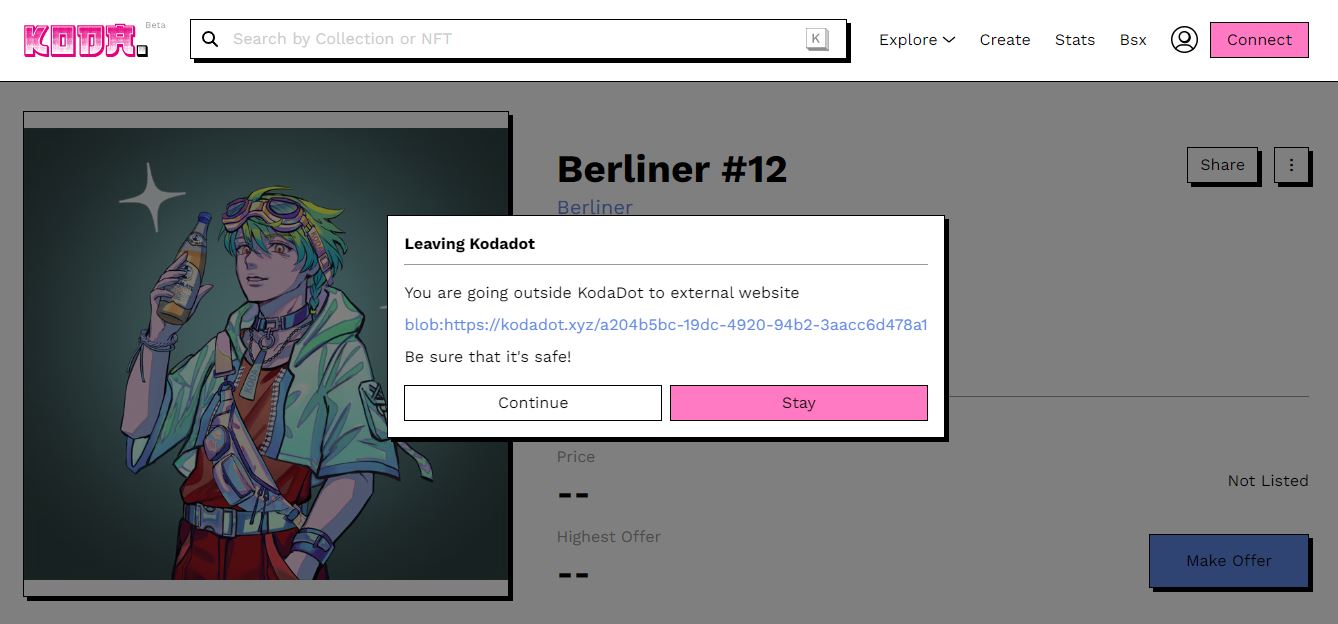 KODA. Beta
Search by Collection or NFT K
Explore Create Stats Bsx Connect
Berliner #12
Share
Berliner
Leaving Kodadot
You are going outside KodaDot to external website
blob:https://kodadot.xyz/a204b5bc-19dc-4920-94b2-3aacc6d478a1
Be sure that it's safe!
Continue Stay
Price
--
Not Listed
Highest Offer
--
Make Offer